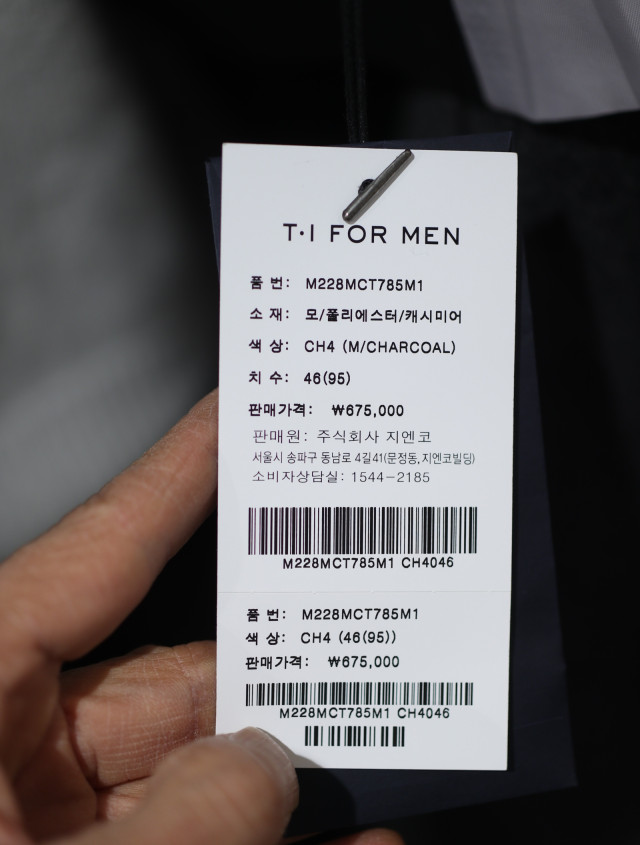 T·I FOR MEN
품 번: M228MCT785M1
소 재: 모/폴리에스터/캐시미어
색 상: CH4 (M/CHARCOAL)
치 수: 46(95)
판매가격: ₩675,000
판매원: 주식회사 지엔코
서울시 송파구 동남로 4길41(문정동,지엔코빌딩)
소비자상담실: 1544-2185
M228MCT785M1 CH4046
품 번: M228MCT785M1
색 상: CH4 (46(95))
판매가격: ₩675,000
M228MCT785M1 CH4046